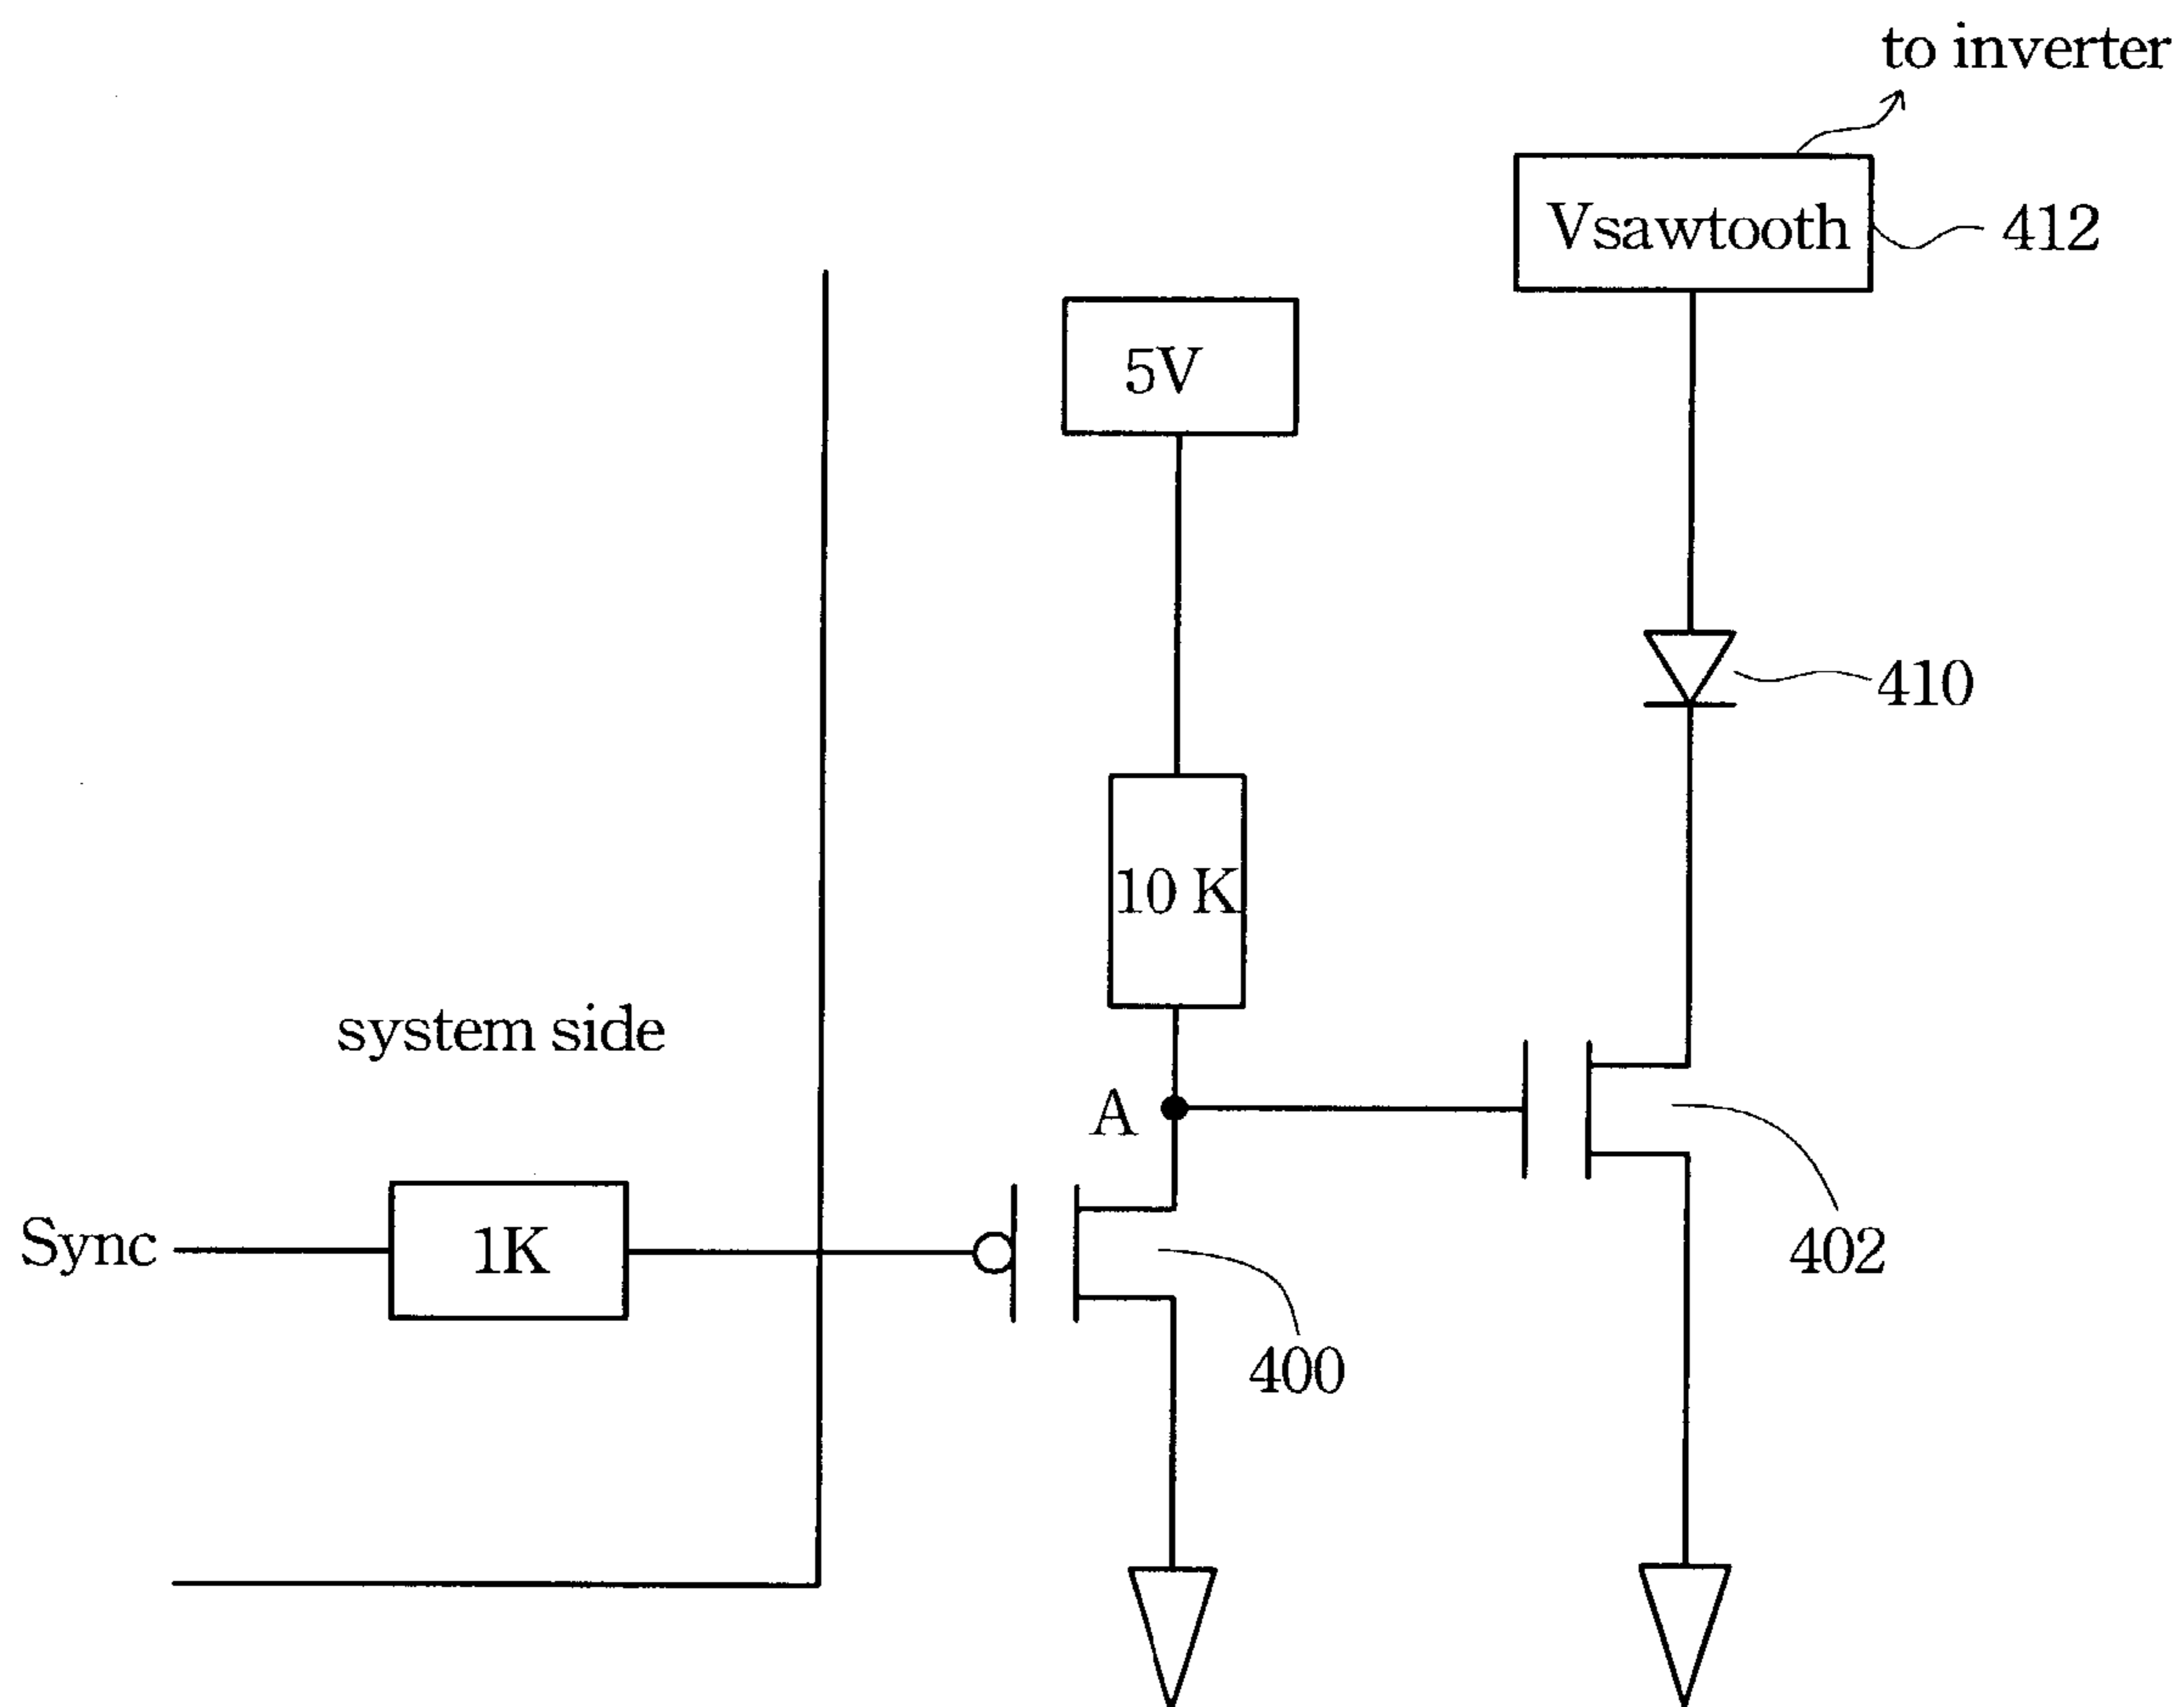 to inverter
Vsawtooth
412
5V
410
10 K
system side
A
Sync
1K
402
400